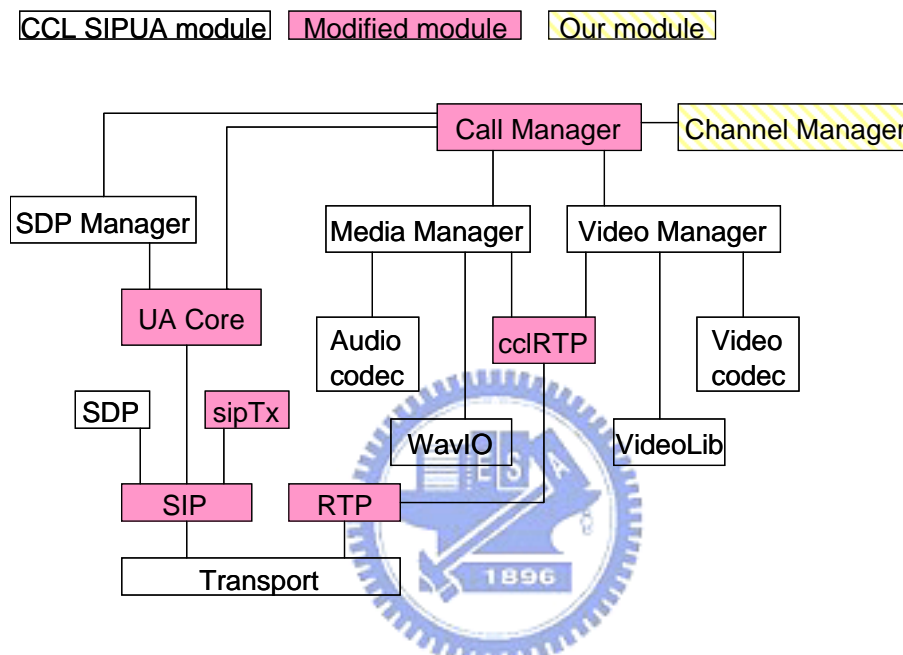 CCL SIPUA module
Modified module
Our module
Call Manager
Channel Manager
SDP Manager
Media Manager
Video Manager
UA Core
Audio
codec
cclRTP
Video
codec
SDP
sipTx
WavIO
VideoLib
E S A
SIP
RTP
Transport
1896